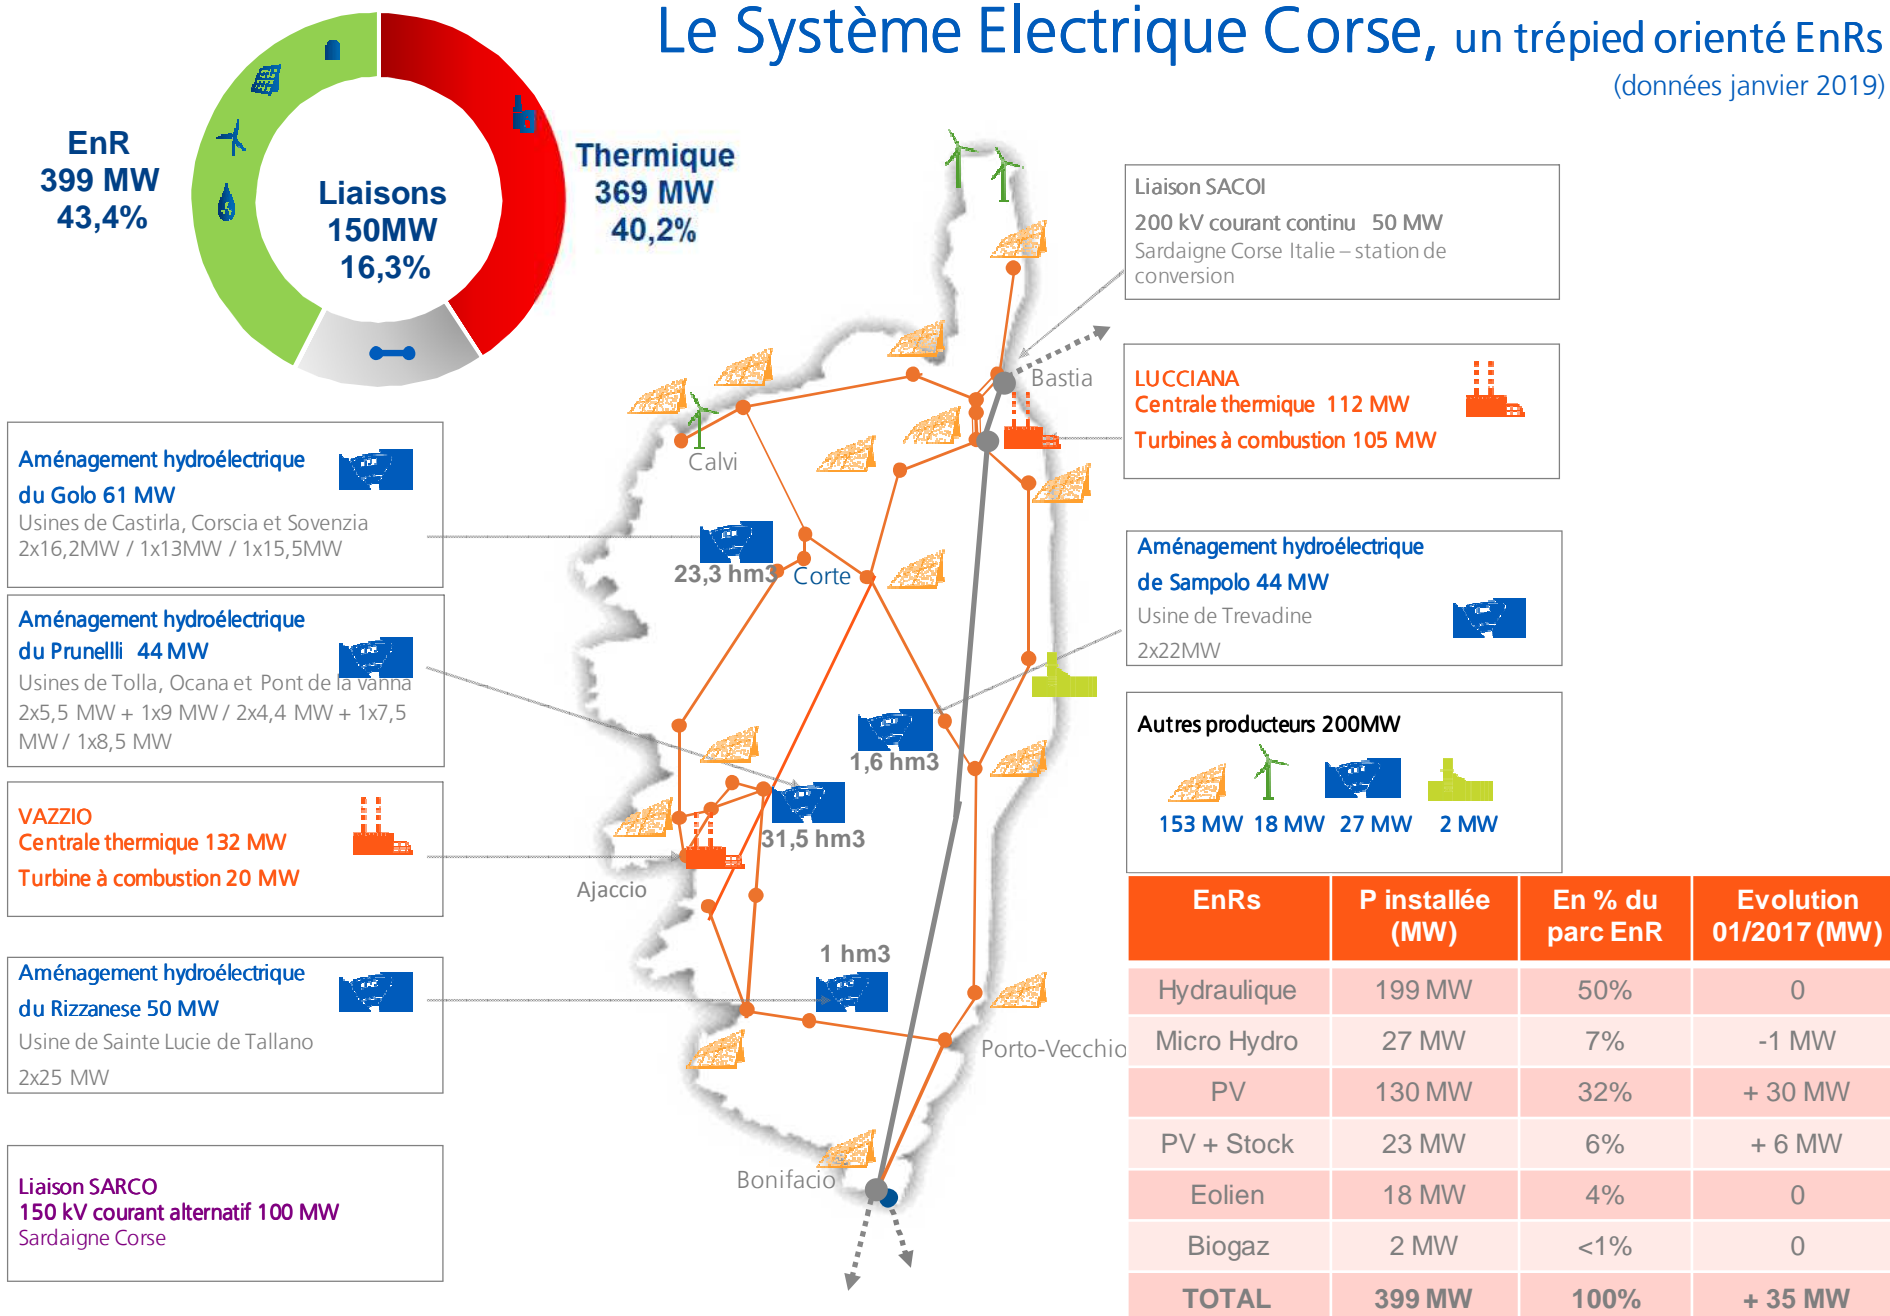 Le Système Electrique Corse, un trépied orienté EnRs
(données janvier 2019)
EnR
399 MW
43,4%
Liaisons
150MW
16,3%
Thermique
369 MW
40,2%
Liaison SACOI
200 kV courant continu 50 MW
Sardaigne Corse Italie – station de
conversion
LUCCIANA
Centrale thermique 112 MW
Turbines à combustion 105 MW
Aménagement hydroélectrique
du Golo 61 MW
Usines de Castirla, Corscia et Sovenzia
2x16,2MW / 1x13MW / 1x15,5MW
Aménagement hydroélectrique
du Prunellli 44 MW
Usines de Tolla, Ocana et Pont de la Vanna
2x5,5 MW + 1x9 MW / 2x4,4 MW + 1x7,5
MW / 1x8,5 MW
VAZZIO
Centrale thermique 132 MW
Turbine à combustion 20 MW
Aménagement hydroélectrique
du Rizzanese 50 MW
Usine de Sainte Lucie de Tallano
2x25 MW
Liaison SARCO
150 kV courant alternatif 100 MW
Sardaigne Corse
Bastia
Calvi
23,3 hm3
Corte
1,6 hm3
31,5 hm3
Ajaccio
1 hm3
Porto-Vecchio
Bonifacio
Aménagement hydroélectrique
de Sampolo 44 MW
Usine de Trevadine
2x22MW
Autres producteurs 200MW
153 MW 18 MW 27 MW 2 MW
EnRs P installée (MW) En % du parc EnR Evolution 01/2017 (MW)
Hydraulique 199 MW 50% 0
Micro Hydro 27 MW 7% -1 MW
PV 130 MW 32% + 30 MW
PV + Stock 23 MW 6% + 6 MW
Eolien 18 MW 4% 0
Biogaz 2 MW <1% 0
TOTAL 399 MW 100% + 35 MW